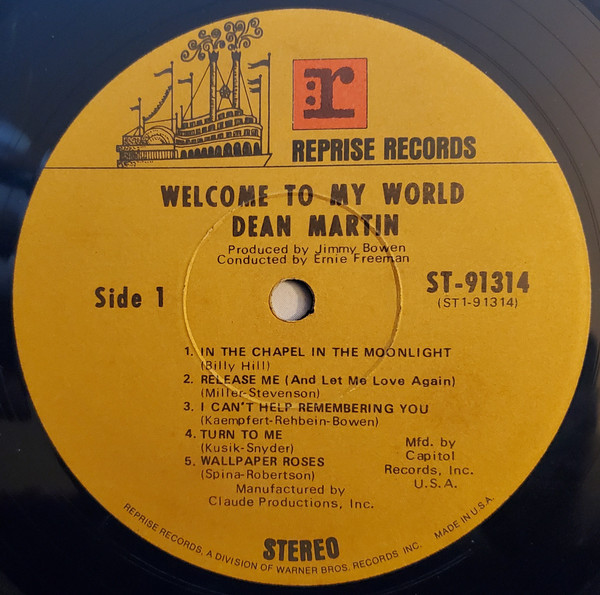 r:
REPRISE RECORDS
WELCOME TO MY WORLD
DEAN MARTIN
Produced by Jimmy Bowen
Conducted by Ernie Freeman
Side 1
ST-91314
(ST1-91314)
1. IN THE CHAPEL IN THE MOONLIGHT
(Billy Hill)
2. RELEASE ME (And Let Me Love Again)
(Miller-Stevenson)
3. I CAN'T HELP REMEMBERING YOU
(Kaempfert-Rehbein-Bowen)
4. TURN TO ME
(Kusik-Snyder)
5. WALLPAPER ROSES
(Spina-Robertson)
Mfd. by
Capitol
Records, Inc.
U.S.A.
Manufactured by
Claude Productions, Inc.
STEREO
REPRISE RECORDS, A DIVISION OF WARNER BROS. RECORDS INC. MADE IN U.S.A.